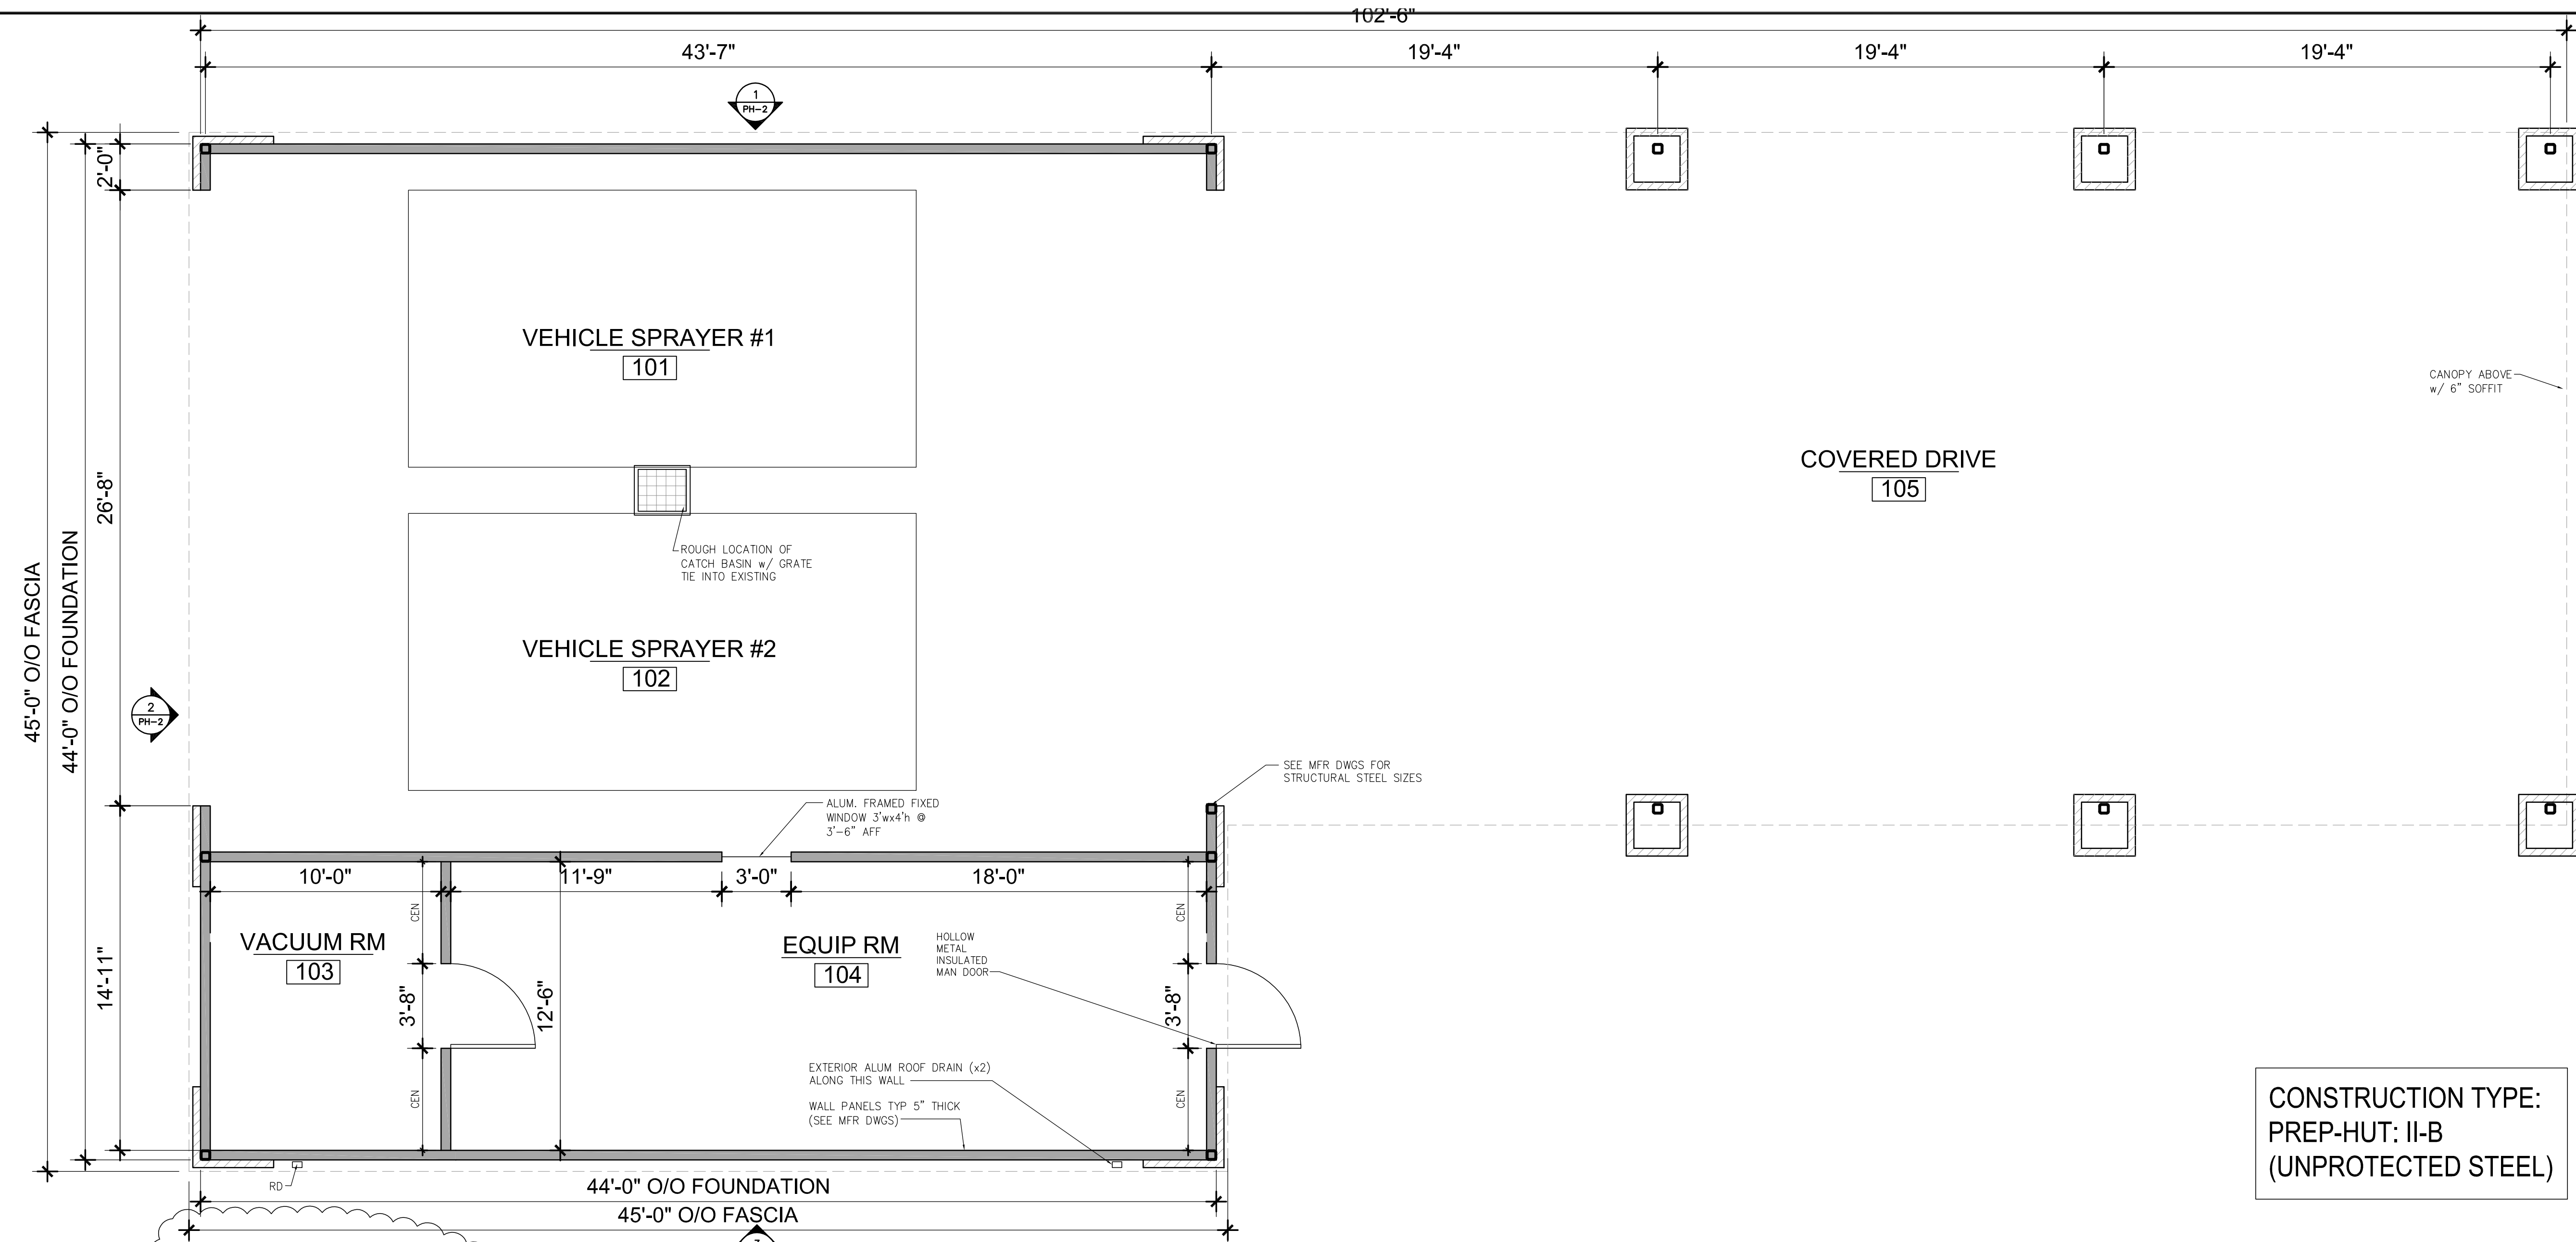 102'-6"
43'-7"
19'-4"
19'-4"
19'-4"
1
PH-2
2'-0"
26'-8"
14'-11"
44'-0" O/O FOUNDATION
45'-0" O/O FASCIA
VEHICLE SPRAYER #1
101
CANOPY ABOVE
w/ 6" SOFFIT
COVERED DRIVE
105
ROUGH LOCATION OF
CATCH BASIN w/ GRATE
TIE INTO EXISTING
VEHICLE SPRAYER #2
102
2
PH-2
SEE MFR DWGS FOR
STRUCTURAL STEEL SIZES
ALUM. FRAMED FIXED
WINDOW 3'wx4'h @
3'-6" AFF
10'-0"
11'-9"
3'-0"
18'-0"
CEN
CEN
VACUUM RM
103
EQUIP RM
104
HOLLOW
METAL
INSULATED
MAN DOOR
3'-8"
12'-6"
3'-8"
CEN
CEN
EXTERIOR ALUM ROOF DRAIN (x2)
ALONG THIS WALL
WALL PANELS TYP 5" THICK
(SEE MFR DWGS)
RD
44'-0" O/O FOUNDATION
45'-0" O/O FASCIA
CONSTRUCTION TYPE:
PREP-HUT: II-B
(UNPROTECTED STEEL)